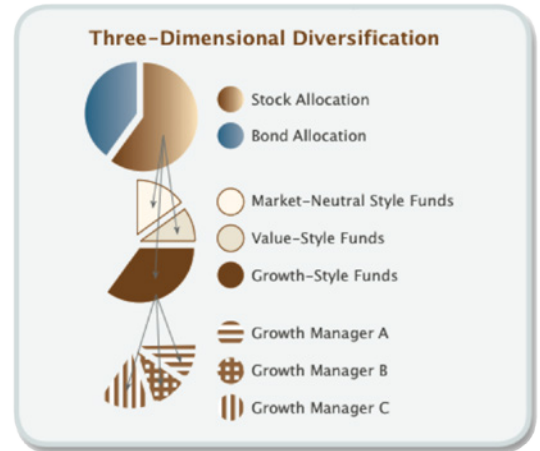 Three-Dimensional Diversification
Stock Allocation
Bond Allocation
Market-Neutral Style Funds
Value-Style Funds
Growth-Style Funds
Growth Manager A
Growth Manager B
Growth Manager C